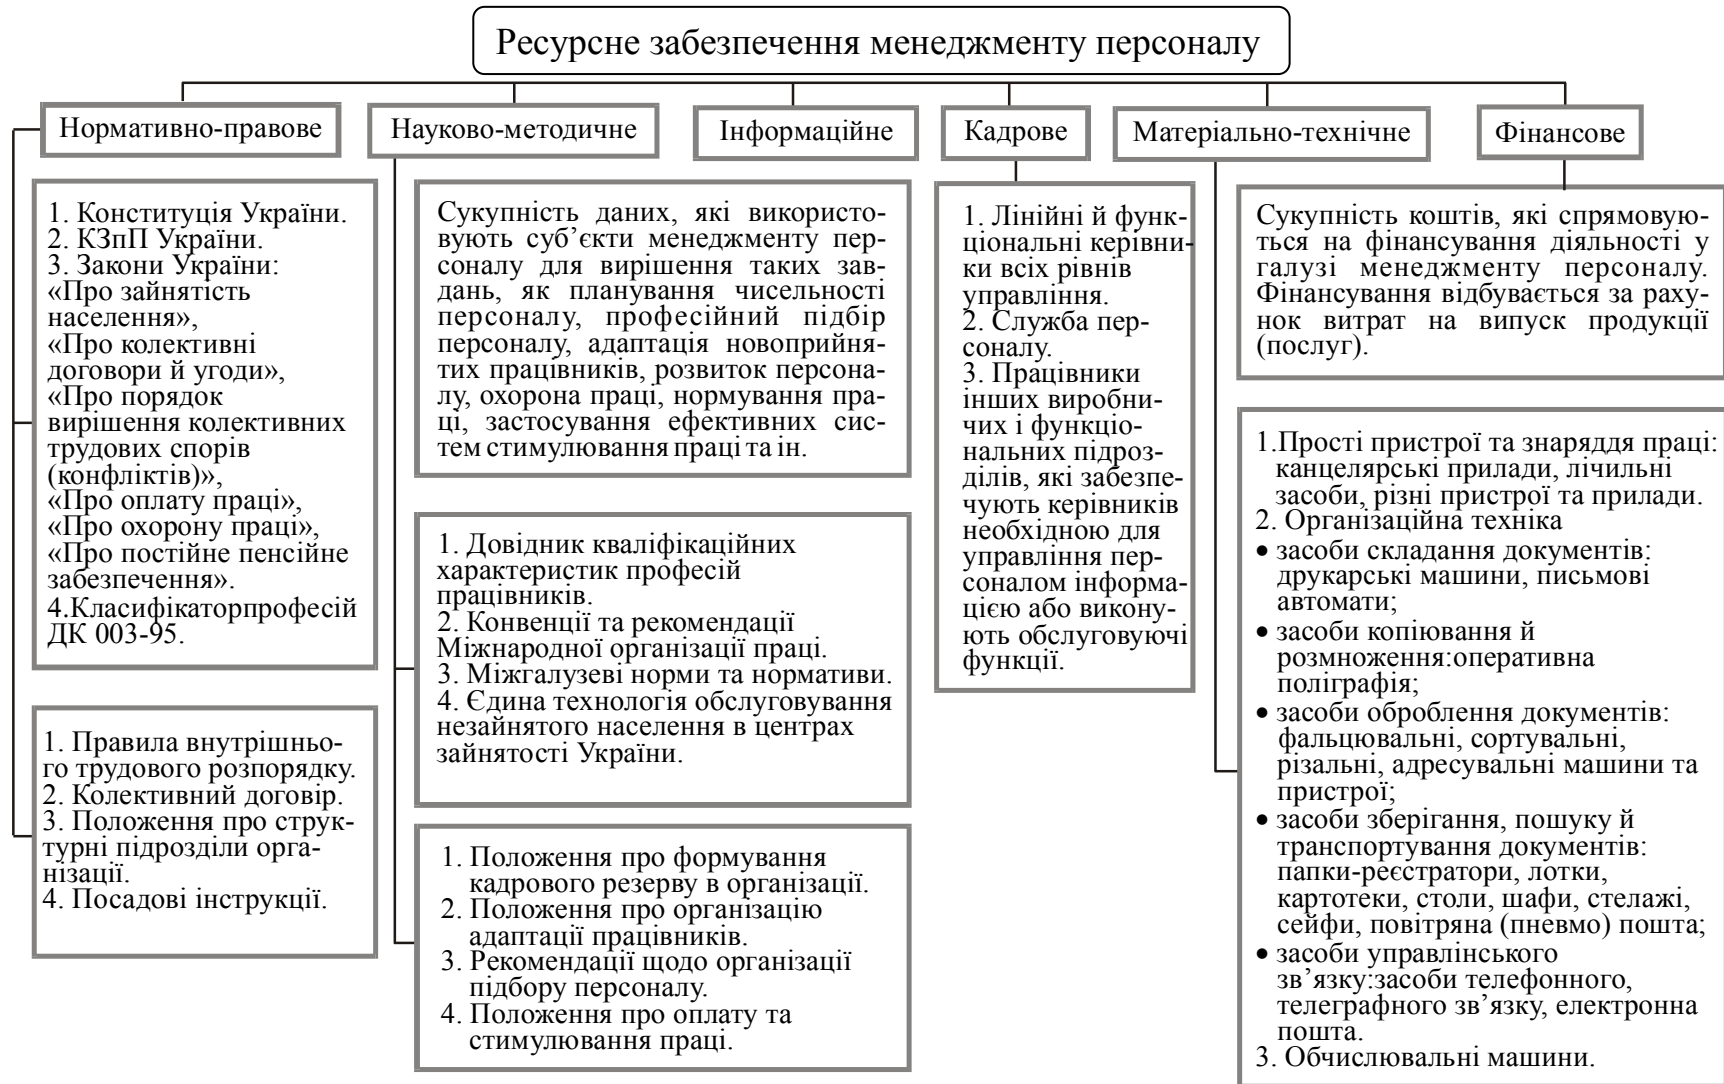 Ресурсне забезпечення менеджменту персоналу
Нормативно-правове
Науково-методичне
Інформаційне
Кадрове
Матеріально-технічне
Фінансове
1. Конституція України.
2. КЗпП України.
3. Закони України:
«Про зайнятість
населення»,
«Про колективні
договори й угоди»,
«Про порядок
вирішення колективних
трудових спорів
(конфліктів)»,
«Про оплату праці»,
«Про охорону праці»,
«Про постійне пенсійне
забезпечення».
4.Класифікаторпрофесій
ДК 003-95.
1. Правила внутрішньо-
го трудового розпорядку.
2. Колективний договір.
3. Положення про струк-
турні підрозділи орга-
нізації.
4. Посадові інструкції.
Сукупність даних, які використо-
вують суб’єкти менеджменту пер-
соналу для вирішення таких зав-
дань, як планування чисельності
персоналу, професійний підбір
персоналу, адаптація новоприйня-
тих працівників, розвиток персона-
лу, охорона праці, нормування пра-
ці, застосування ефективних сис-
тем стимулювання праці та ін.
1. Довідник кваліфікаційних
характеристик професій
працівників.
2. Конвенції та рекомендації
Міжнародної організації праці.
3. Міжгалузеві норми та нормативи.
4. Єдина технологія обслуговування
незайнятого населення в центрах
зайнятості України.
1. Положення про формування
кадрового резерву в організації.
2. Положення про організацію
адаптації працівників.
3. Рекомендації щодо організації
підбору персоналу.
4. Положення про оплату та
стимулювання праці.
1. Лінійні й функ-
ціональні керівни-
ки всіх рівнів
управління.
2. Служба пер-
соналу.
3. Працівники
інших виробни-
чих і функціо-
нальних підроз-
ділів, які забезпе-
чують керівників
необхідною для
управління пер-
соналом інформа-
цією або викону-
ють обслуговуючі
функції.
Сукупність коштів, які спрямовую-
ться на фінансування діяльності у
галузі менеджменту персоналу.
Фінансування відбувається за раху-
нок витрат на випуск продукції
(послуг).
1.Прості пристрої та знаряддя праці:
канцелярські прилади, лічильні
засоби, різні пристрої та прилади.
2. Організаційна техніка
• засоби складання документів:
друкарські машини, письмові
автомати;
• засоби копіювання й
розмноження:оперативна
поліграфія;
• засоби оброблення документів:
фальцювальні, сортувальні,
різальні, адресувальні машини та
пристрої;
• засоби зберігання, пошуку й
транспортування документів:
папки-реєстратори, лотки,
картотеки, столи, шафи, стелажі,
сейфи, повітряна (пневмо) пошта;
• засоби управлінського
зв’язку:засоби телефонного,
телеграфного зв’язку, електронна
пошта.
3. Обчислювальні машини.